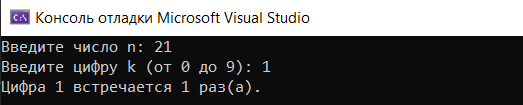 Консоль отладки Microsoft Visual Studio
Введите число n: 21
Введите цифру k (от 0 до 9): 1
Цифра 1 встречается 1 раз(а).